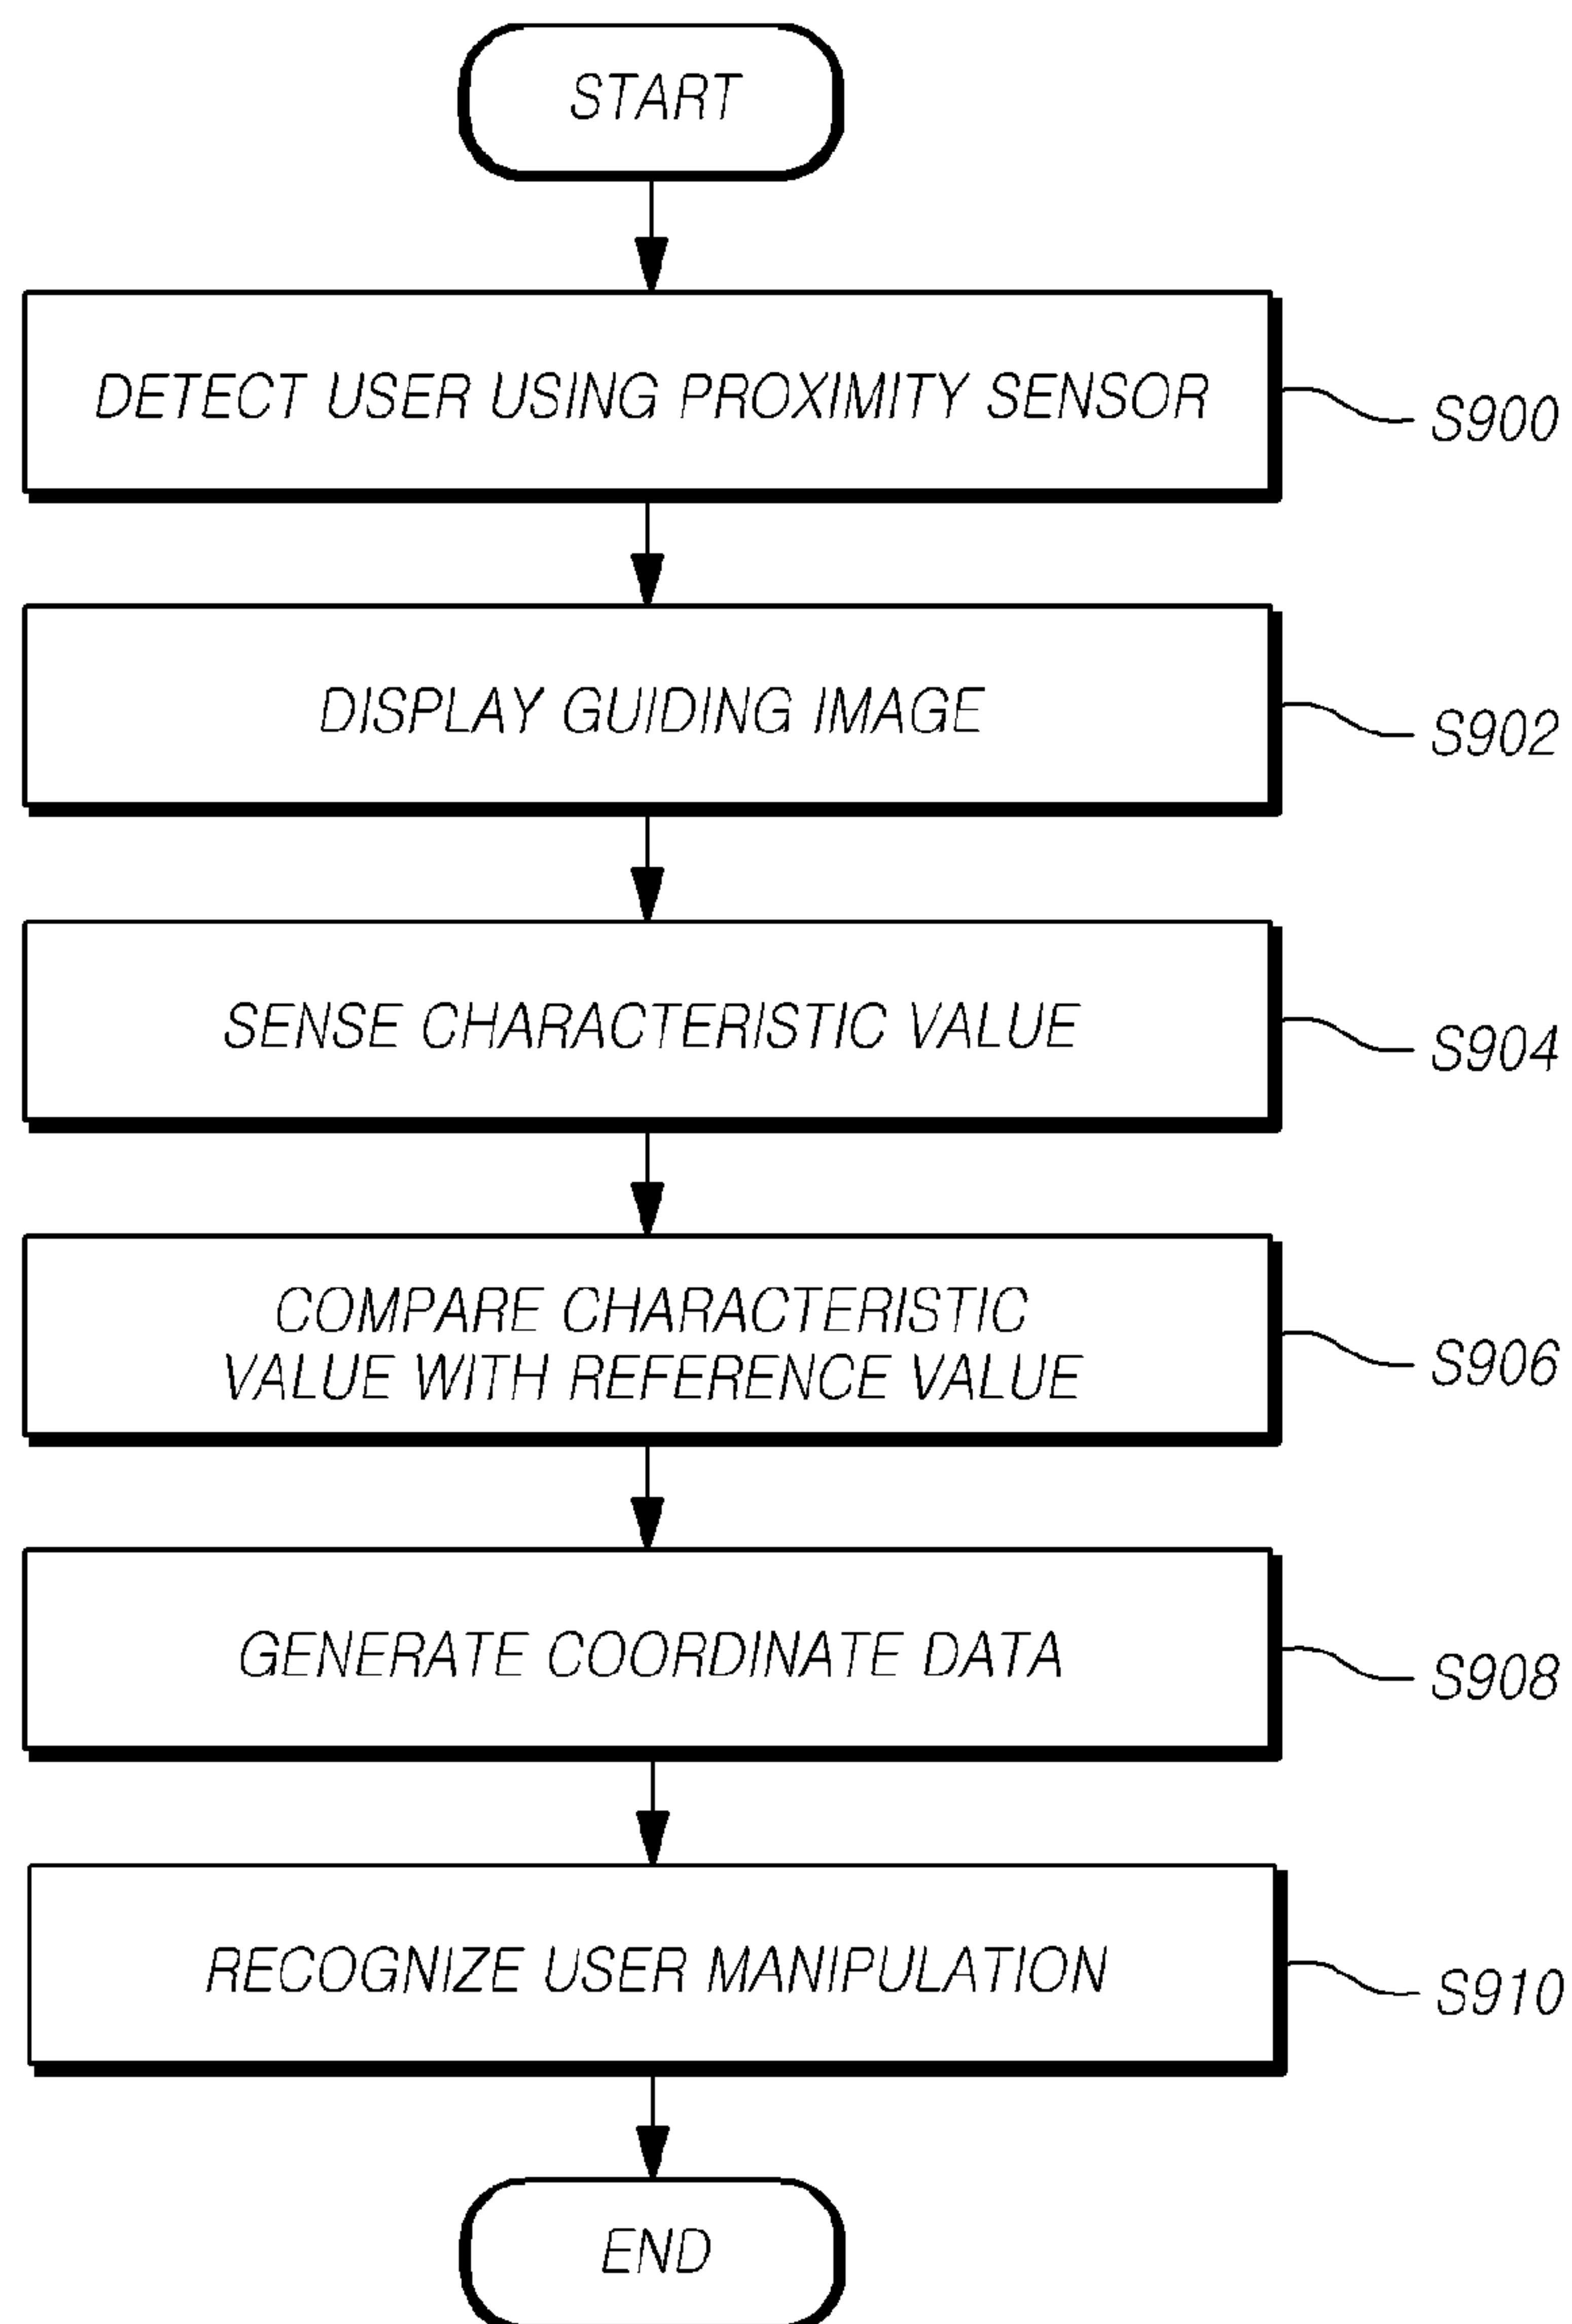 START
DETECT USER USING PROXIMITY SENSOR
S900
DISPLAY GUIDING IMAGE
S902
SENSE CHARACTERISTIC VALUE
S904
COMPARE CHARACTERISTIC
VALUE WITH REFERENCE VALUE
S906
GENERATE COORDINATE DATA
S908
RECOGNIZE USER MANIPULATION
S910
END